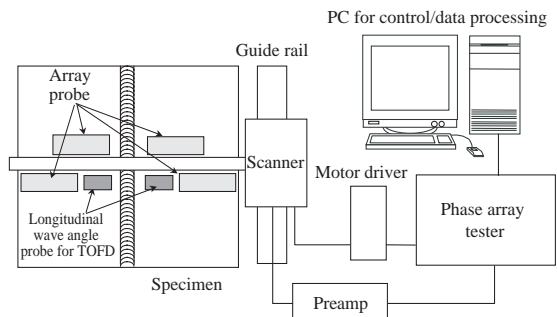 PC for control/data processing
Guide rail
Array
probe
Scanner
Motor driver
Phase array
tester
Longitudinal
wave angle
probe for TOFD
Specimen
Preamp